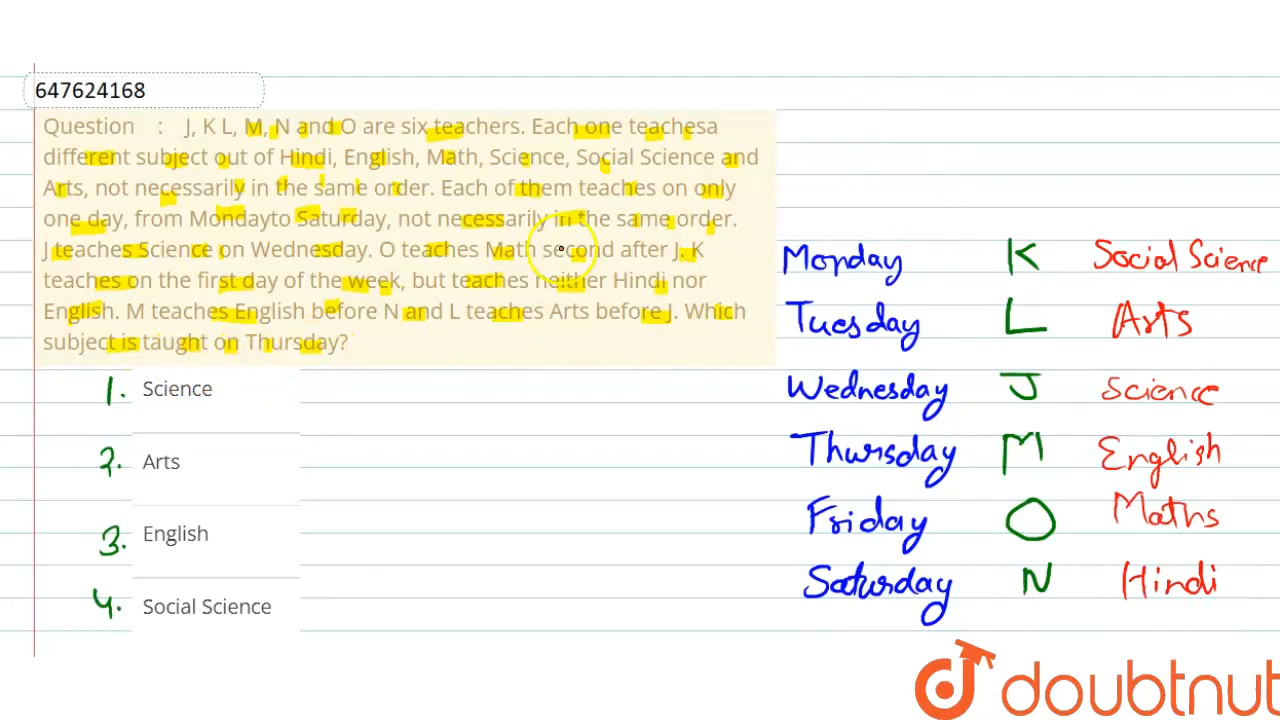 647624168
Question : J, K L, M, N and O are six teachers. Each one teachesa
different subject out of Hindi, English, Math, Science, Social Science and
Arts, not necessarily in the same order. Each of them teaches on only
one day, from Mondayto Saturday, not necessarily in the same order.
J teaches Science on Wednesday. O teaches Math second after J. K
teaches on the first day of the week, but teaches neither Hindi nor
English. M teaches English before N and L teaches Arts before J. Which
subject is taught on Thursday?
1. Science
2. Arts
3. English
4. Social Science
Monday K Social Science
Tuesday L Arts
Wednesday J Science
Thursday M English
Friday O Maths
Saturday N Hindi
doubtnut